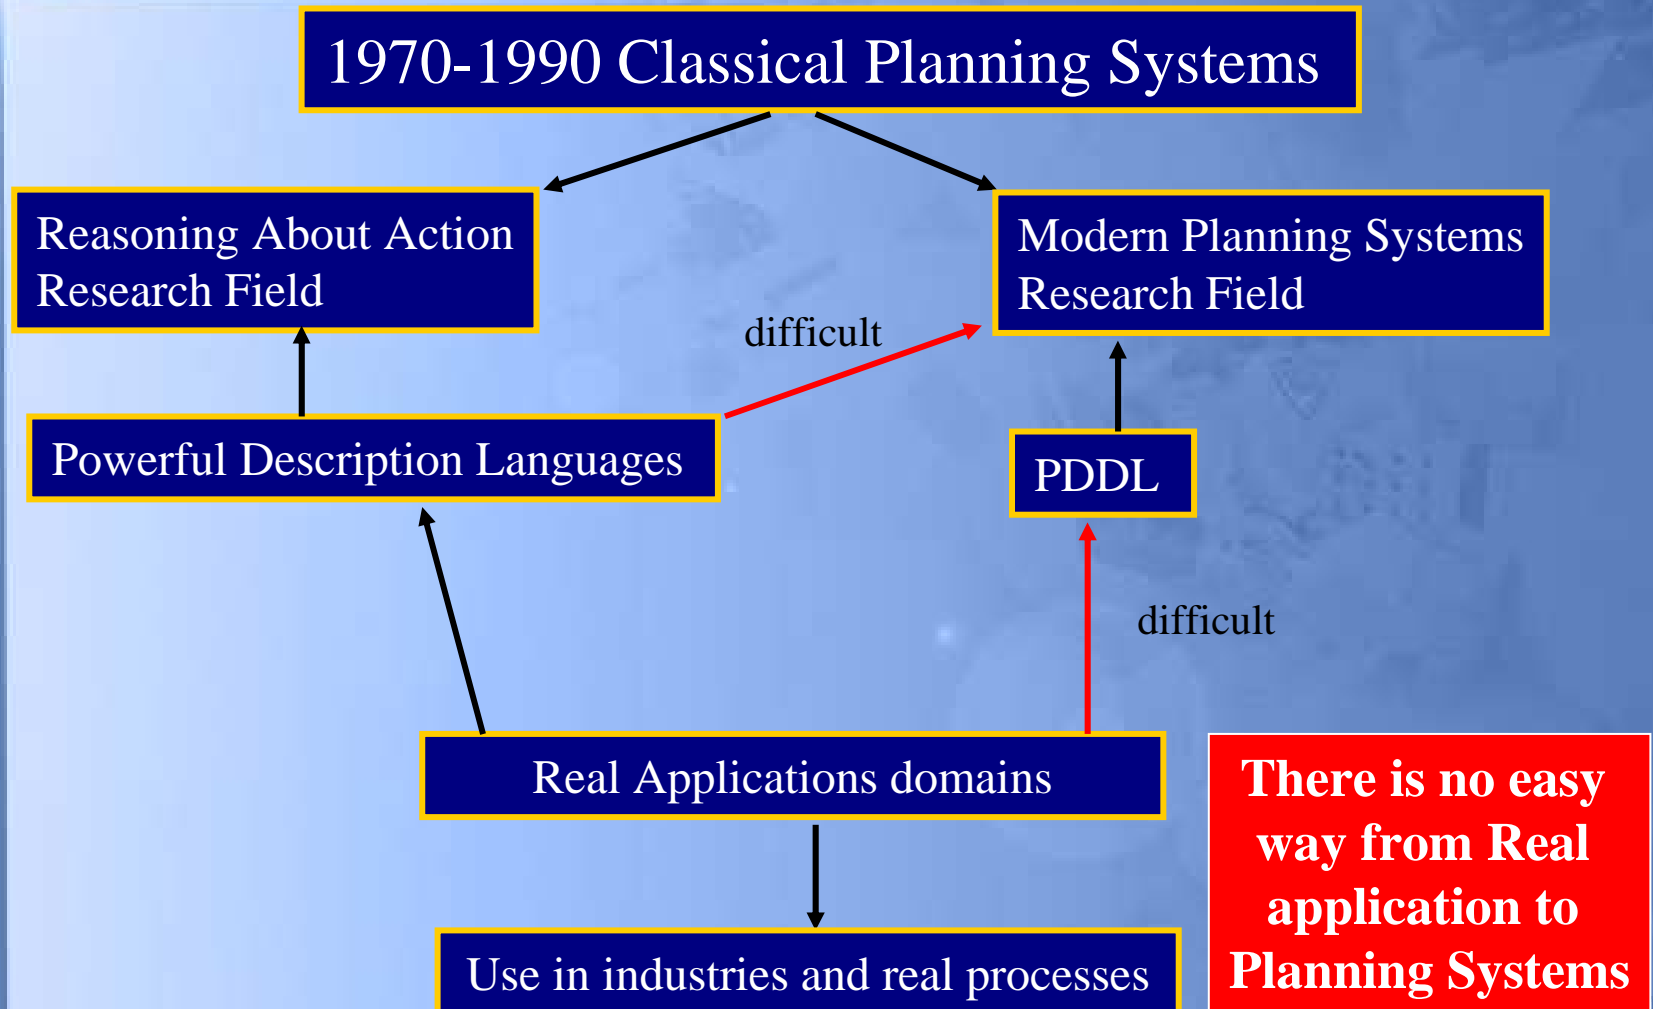 1970-1990 Classical Planning Systems
Reasoning About Action
Research Field
Modern Planning Systems
Research Field
difficult
Powerful Description Languages
PDDL
difficult
Real Applications domains
There is no easy
way from Real
application to
Planning Systems
Use in industries and real processes